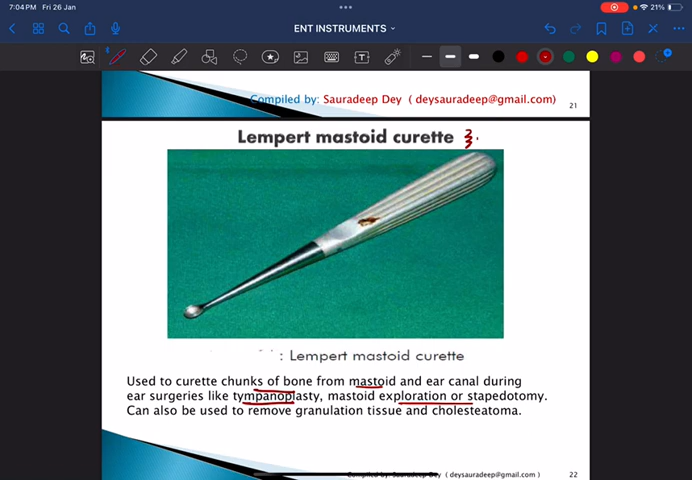 7:04 PM Fri 26 Jan
21%
ENT INSTRUMENTS
T
Compiled by: Sauradeep Dey ( deysauradeep@gmail.com)
21
Lempert mastoid curette
: Lempert mastoid curette
Used to curette chunks of bone from mastoid and ear canal during
ear surgeries like tympanoplasty, mastoid exploration or stapedotomy.
Can also be used to remove granulation tissue and cholesteatoma.
Compiled by: Sauradeep Dey ( deysauradeep@gmail.com )
22